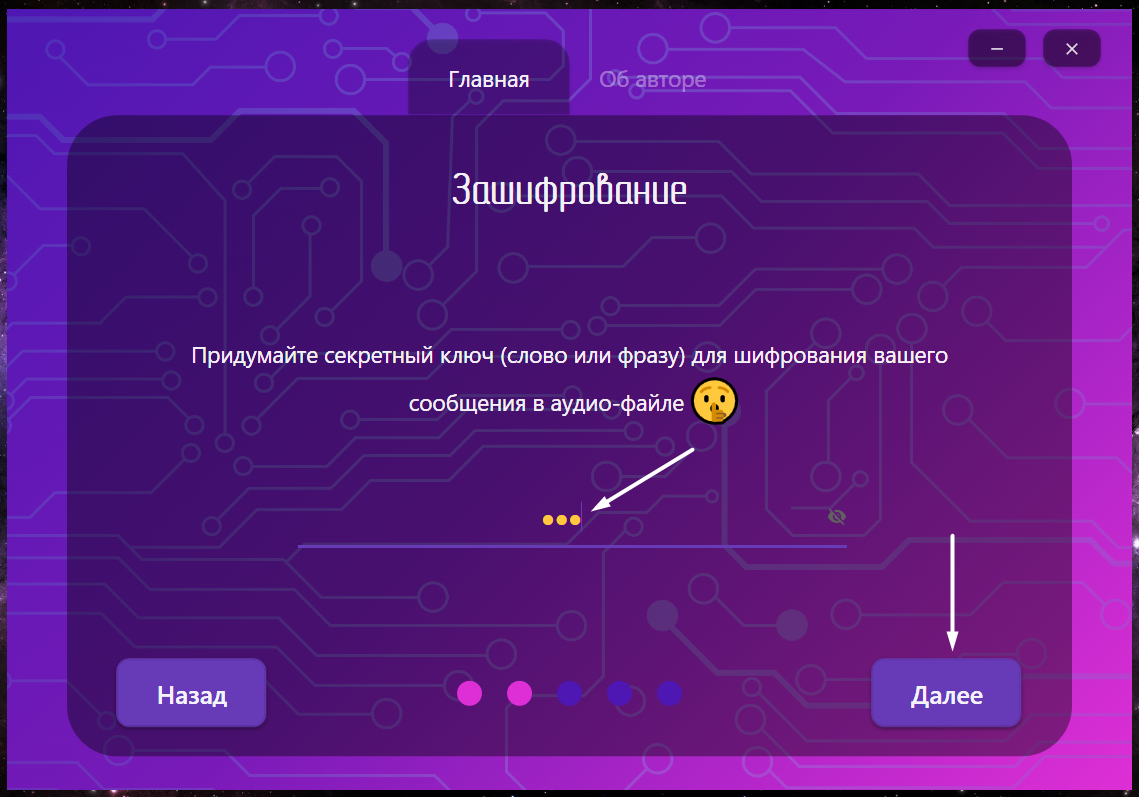 Главная
Об авторе
Зашифрование
Придумайте секретный ключ (слово или фразу) для шифрования вашего
сообщения в аудио-файле 🤫
Назад
Далее